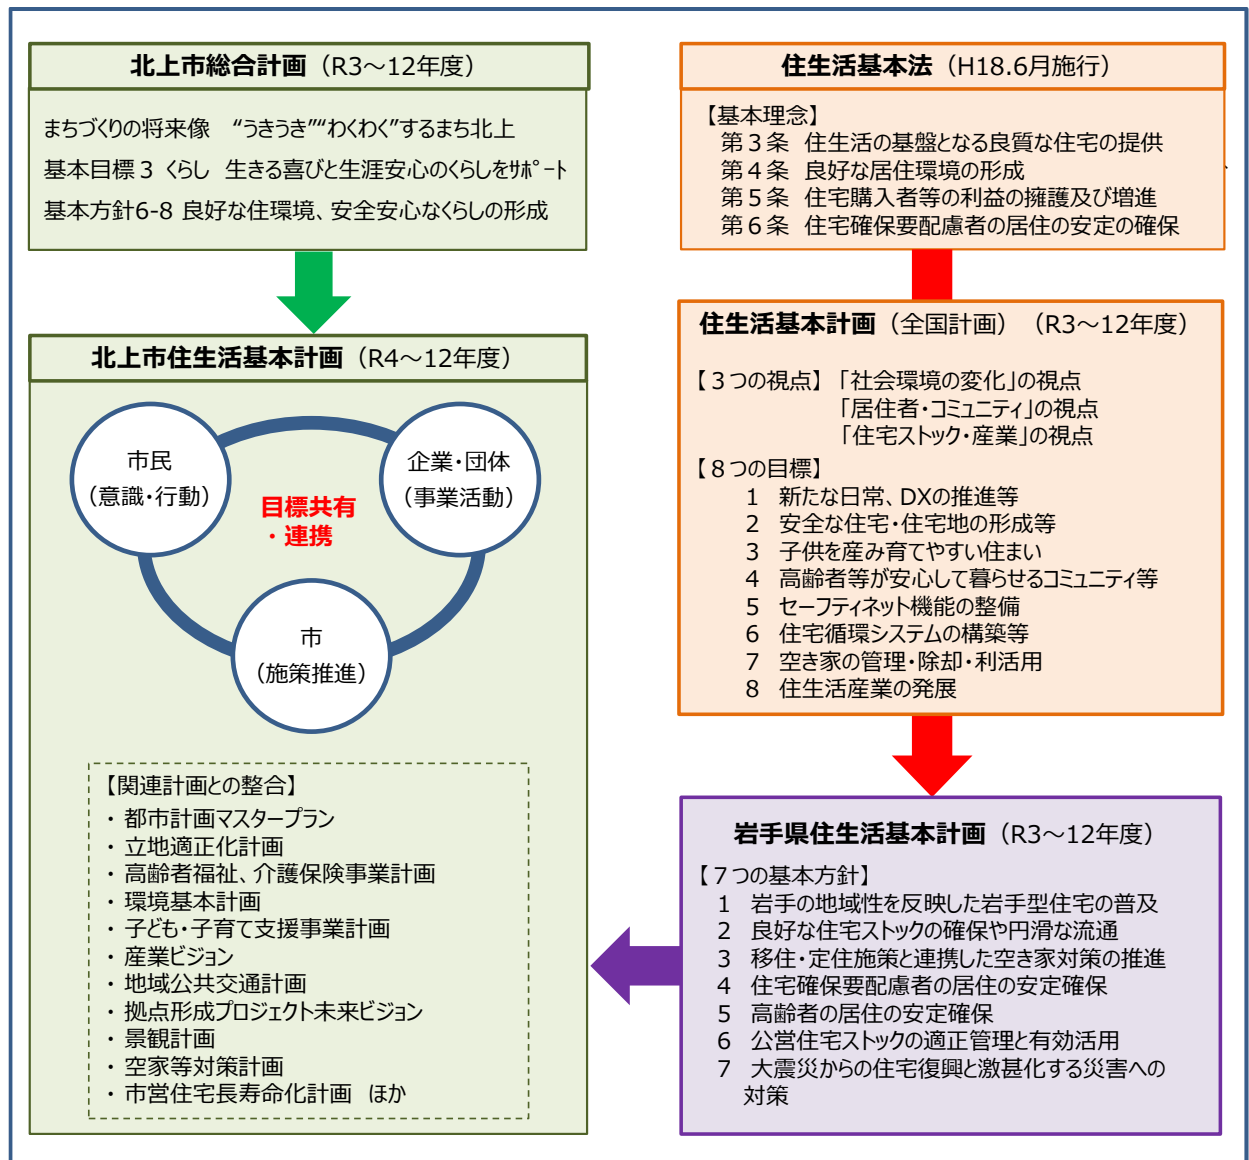 北上市総合計画（R3～12年度）
まちづくりの将来像　“うきうき”“わくわく”するまち北上
基本目標３ くらし　生きる喜びと生涯安心のくらしをｻﾎﾟｰﾄ
基本方針6-8 良好な住環境、安全安心なくらしの形成
北上市住生活基本計画（R4～12年度）
市民
（意識・行動）
企業・団体
（事業活動）
目標共有
・連携
市
（施策推進）
【関連計画との整合】
・ 都市計画マスタープラン
・ 立地適正化計画
・ 高齢者福祉、介護保険事業計画
・ 環境基本計画
・ 子ども・子育て支援事業計画
・ 産業ビジョン
・ 地域公共交通計画
・ 拠点形成プロジェクト未来ビジョン
・ 景観計画
・ 空家等対策計画
・ 市営住宅長寿命化計画　ほか
住生活基本法（H18.6月施行）
【基本理念】
第３条 住生活の基盤となる良質な住宅の提供
第４条 良好な居住環境の形成
、
第５条 住宅購入者等の利益の擁護及び増進
第６条 住宅確保要配慮者の居住の安定の確保
住生活基本計画（全国計画）（R3～12年度）
【３つの視点】「社会環境の変化」の視点
「居住者・コミュニティ」の視点
「住宅ストック・産業」の視点
【８つの目標】
1 新たな日常、DXの推進等
2 安全な住宅・住宅地の形成等
3 子供を産み育てやすい住まい
4 高齢者等が安心して暮らせるコミュニティ等
5 セーフティネット機能の整備
6 住宅循環システムの構築等
7 空き家の管理・除却・利活用
8 住生活産業の発展
岩手県住生活基本計画（R3～12年度）
【７つの基本方針】
1 岩手の地域性を反映した岩手型住宅の普及
2 良好な住宅ストックの確保や円滑な流通
3 移住・定住施策と連携した空き家対策の推進
4 住宅確保要配慮者の居住の安定確保
5 高齢者の居住の安定確保
6 公営住宅ストックの適正管理と有効活用
7 大震災からの住宅復興と激甚化する災害への
対策